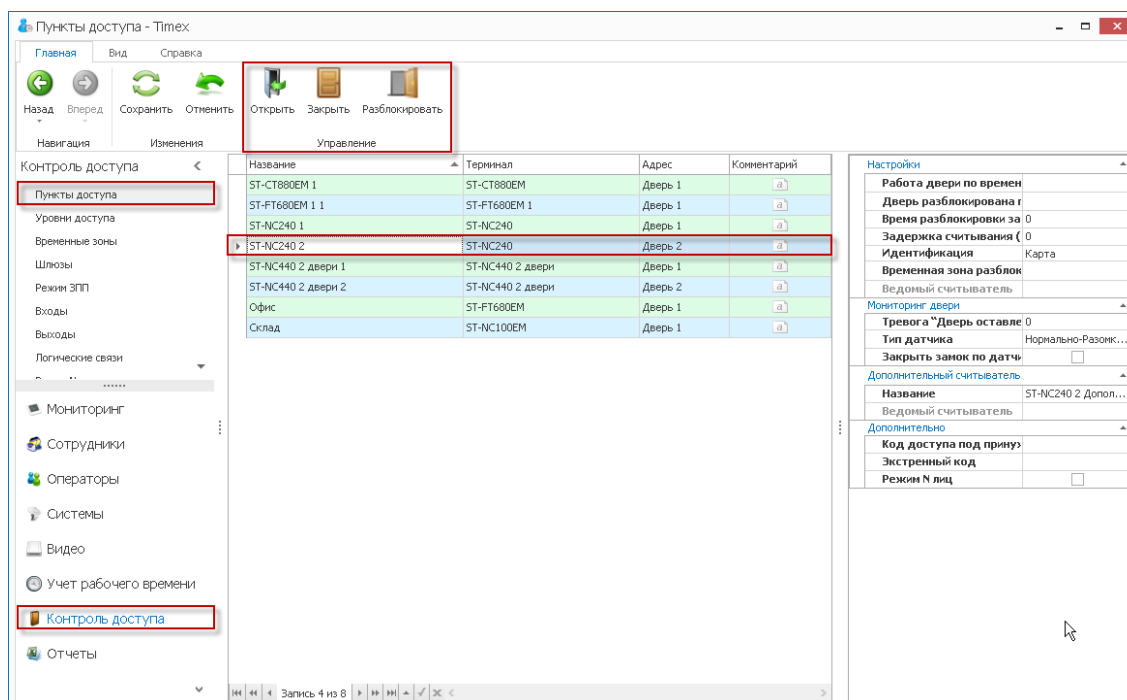 Пункты доступа - Timex
Главная Вид Справка
Назад Вперед Сохранить Отменить Открыть Закрыть Разблокировать
Навигация Изменения Управление
Контроль доступа
Пункты доступа
Уровни доступа
Временные зоны
Шлюзы
Режим ЗПП
Входы
Выходы
Логические связи
Мониторинг
Сотрудники
Операторы
Системы
Видео
Учет рабочего времени
Контроль доступа
Отчеты
Название Терминал Адрес Комментарий
ST-CT880EM 1 ST-CT880EM Дверь 1 a
ST-FT680EM 1 1 ST-FT680EM 1 Дверь 1 a
ST-NC240 1 ST-NC240 Дверь 1 a
ST-NC240 2 ST-NC240 Дверь 2 a
ST-NC440 2 двери 1 ST-NC440 2 двери Дверь 1 a
ST-NC440 2 двери 2 ST-NC440 2 двери Дверь 2 a
Офис ST-FT680EM Дверь 1 a
Склад ST-NC100EM Дверь 1 a
Запись 4 из 8
Настройки
Работа двери по времен
Дверь разблокирована п
Время разблокировки за 0
Задержка считывания ( 0
Идентификация Карта
Временная зона разблок
Ведомый считыватель
Мониторинг двери
Тревога "Дверь оставле 0
Тип датчика Нормально-Разомк...
Закрыть замок по датчи
Дополнительный считыватель
Название ST-NC240 2 Допол...
Ведомый считыватель
Дополнительно
Код доступа под принуж
Экстренный код
Режим N лиц